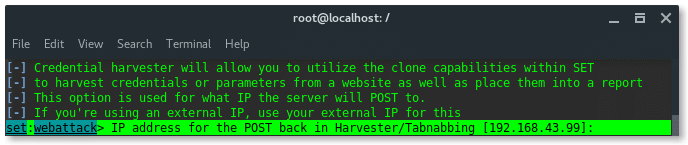 root@localhost: /
File Edit View Search Terminal Help
[-] Credential harvester will allow you to utilize the clone capabilities within SET
[-] to harvest credentials or parameters from a website as well as place them into a report
[-] This option is used for what IP the server will POST to.
[-] If you're using an external IP, use your external IP for this
set:webattack> IP address for the POST back in Harvester/Tabnabbing [192.168.43.99]: